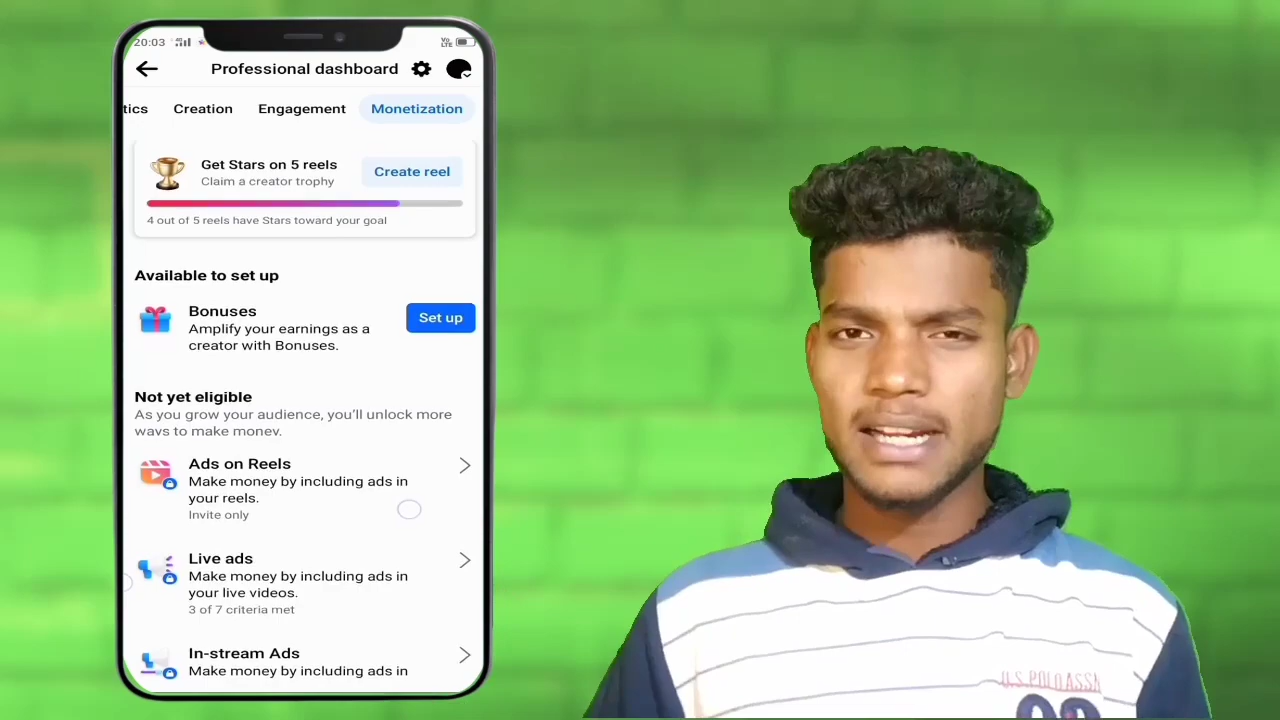 20:03 4G Vo LTE
Professional dashboard
tics Creation Engagement Monetization
Get Stars on 5 reels
Claim a creator trophy
Create reel
4 out of 5 reels have Stars toward your goal
Available to set up
Bonuses
Amplify your earnings as a
creator with Bonuses.
Set up
Not yet eligible
As you grow your audience, you'll unlock more
ways to make money.
Ads on Reels
Make money by including ads in
your reels.
Invite only
Live ads
Make money by including ads in
your live videos.
3 of 7 criteria met
In-stream Ads
Make money by including ads in
U.S. POLO ASSN